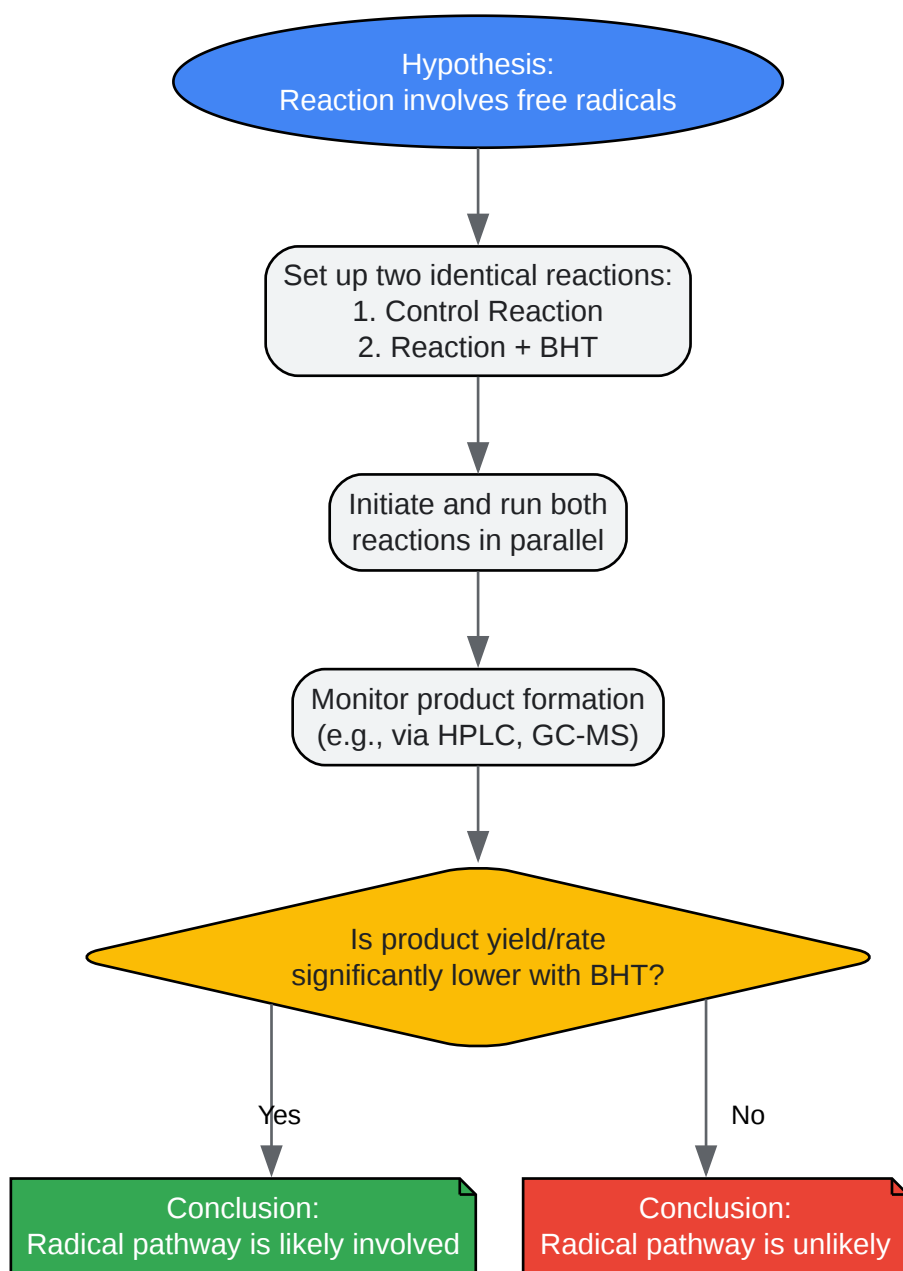 Hypothesis:
Reaction involves free radicals
Set up two identical reactions:
1. Control Reaction
2. Reaction + BHT
Initiate and run both
reactions in parallel
Monitor product formation
(e.g., via HPLC, GC-MS)
Is product yield/rate
significantly lower with BHT?
Yes
No
Conclusion:
Radical pathway is likely involved
Conclusion:
Radical pathway is unlikely